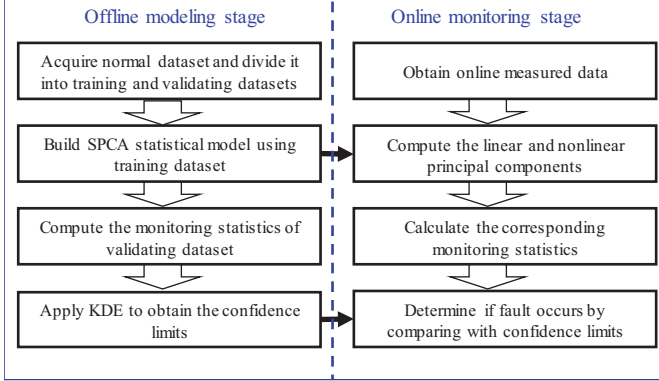 Offline modeling stage
Online monitoring stage
Acquire normal dataset and divide it
into training and validating datasets
Obtain online measured data
Build SPCA statistical model using
training dataset
Compute the linear and nonlinear
principal components
Compute the monitoring statistics of
validating dataset
Calculate the corresponding
monitoring statistics
Apply KDE to obtain the confidence
limits
Determine if fault occurs by
comparing with confidence limits